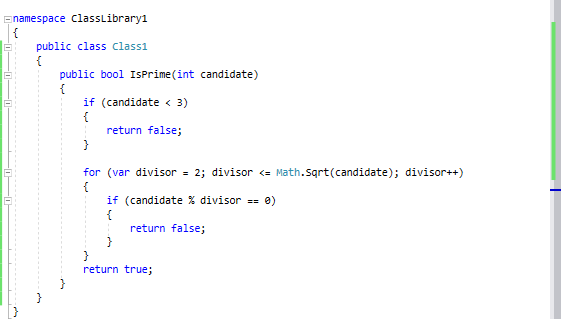 namespace ClassLibrary1
{
    public class Class1
    {
        public bool IsPrime(int candidate)
        {
            if (candidate < 3)
            {
                return false;
            }

            for (var divisor = 2; divisor <= Math.Sqrt(candidate); divisor++)
            {
                if (candidate % divisor == 0)
                {
                    return false;
                }
            }
            return true;
        }
    }
}